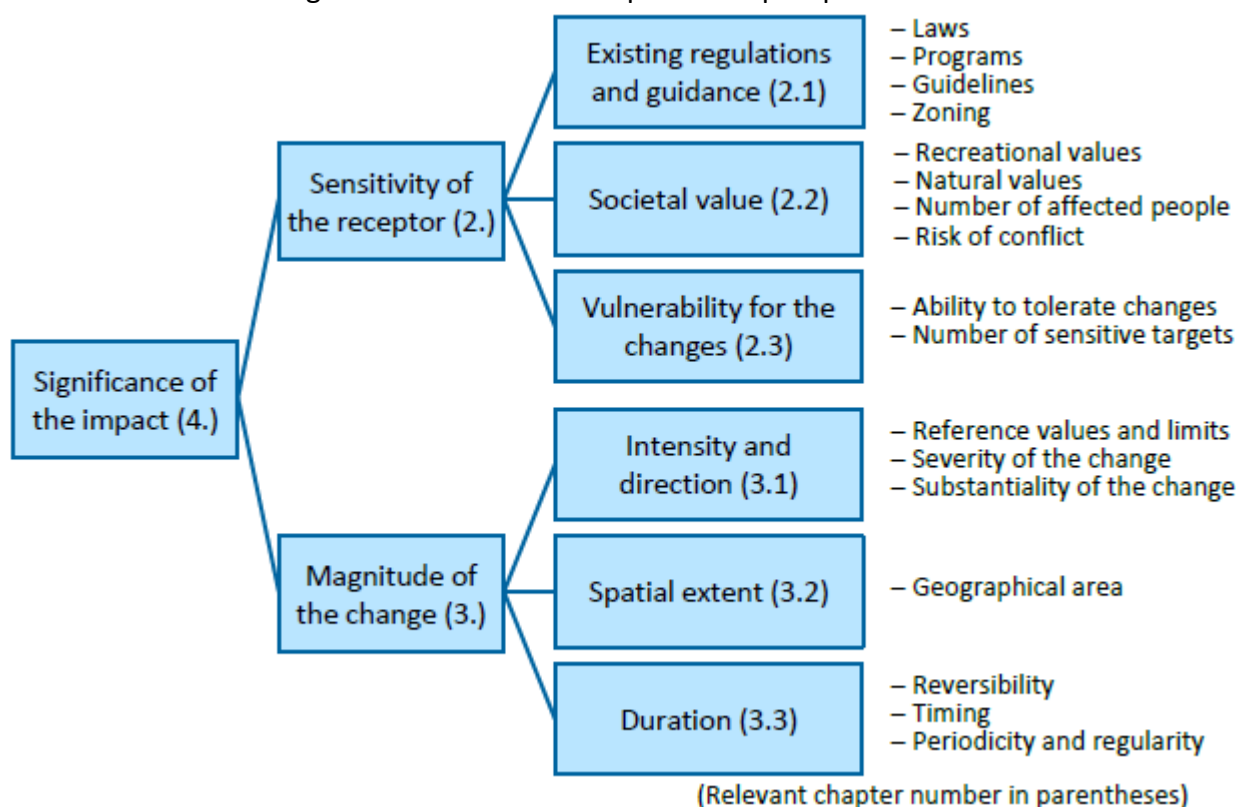 Existing regulations
and guidance (2.1)
– Laws
– Programs
– Guidelines
– Zoning
Sensitivity of
the receptor (2.)
Societal value (2.2)
– Recreational values
– Natural values
– Number of affected people
– Risk of conflict
Vulnerability for the
changes (2.3)
– Ability to tolerate changes
– Number of sensitive targets
Significance of
the impact (4.)
Intensity and
direction (3.1)
– Reference values and limits
– Severity of the change
– Substantiality of the change
Magnitude of
the change (3.)
Spatial extent (3.2)
– Geographical area
Duration (3.3)
– Reversibility
– Timing
– Periodicity and regularity
(Relevant chapter number in parentheses)